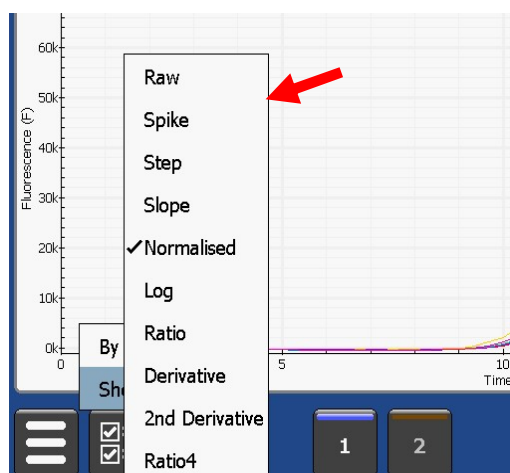 60k
50k
40k
30k
20k
10k
0k
Fluorescence (F)
0
5
10
Time
Raw
Spike
Step
Slope
✓Normalised
Log
Ratio
Derivative
2nd Derivative
Ratio4
By
Sh
1
2